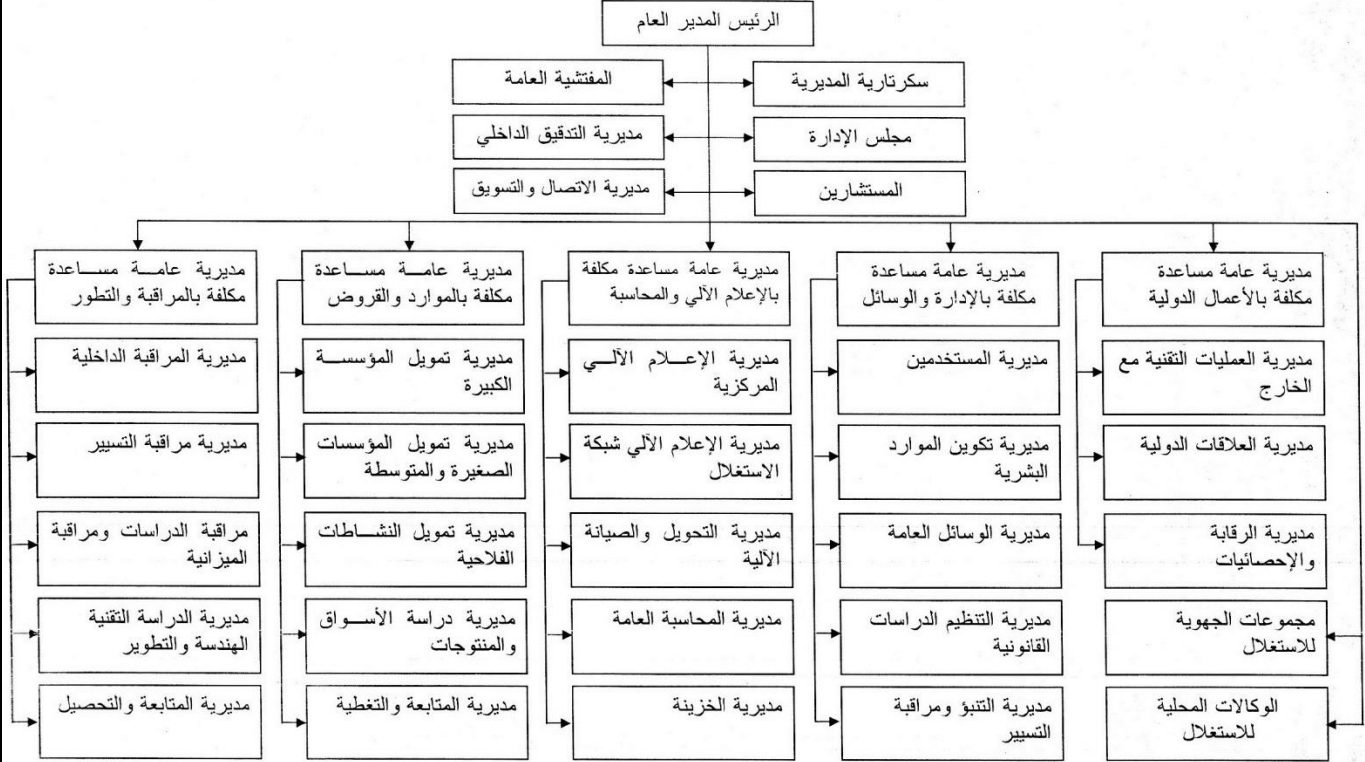 الرئيس المدير العام
سكرتارية المديرية
المفتشية العامة
مجلس الإدارة
مديرية التدقيق الداخلي
المستشارين
مديرية الاتصال والتسويق
مديرية عامة مساعدة
مكلفة بالأعمال الدولية
مديرية العمليات التقنية مع
الخارج
مديرية العلاقات الدولية
مديرية الرقابة
والإحصائيات
مجموعات الجهوية
للاستغلال
الوكالات المحلية
للاستغلال
مديرية عامة مساعدة
مكلفة بالإدارة والوسائل
مديرية المستخدمين
مديرية تكوين الموارد
البشرية
مديرية الوسائل العامة
مديرية التنظيم الدراسات
القانونية
مديرية التنبؤ ومراقبة
التسيير
مديرية عامة مساعدة مكلفة
بالإعلام الآلي والمحاسبة
مديرية الإعلام الآلي
المركزية
مديرية الإعلام الآلي شبكة
الاستغلال
مديرية التحويل والصيانة
الآلية
مديرية المحاسبة العامة
مديرية الخزينة
مديرية عامة مساعدة
مكلفة بالموارد والقروض
مديرية تمويل المؤسسة
الكبيرة
مديرية تمويل المؤسسات
الصغيرة والمتوسطة
مديرية تمويل النشاطات
الفلاحية
مديرية دراسة الأسواق
والمنتوجات
مديرية المتابعة والتغطية
مديرية عامة مساعدة
مكلفة بالمراقبة والتطور
مديرية المراقبة الداخلية
مديرية مراقبة التسيير
مراقبة الدراسات ومراقبة
الميزانية
مديرية الدراسة التقنية
الهندسة والتطوير
مديرية المتابعة والتحصيل